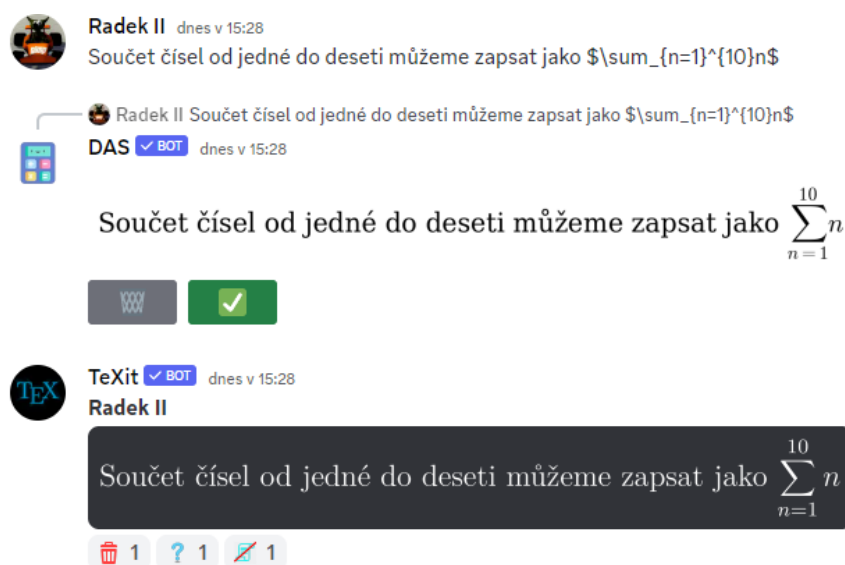 Radek II dnes v 15:28
Součet čísel od jedné do deseti můžeme zapsat jako $\sum_{n=1}^{10}n$
Radek II Součet čísel od jedné do deseti můžeme zapsat jako $\sum_{n=1}^{10}n$
DAS ✓ BOT dnes v 15:28
Součet čísel od jedné do deseti můžeme zapsat jako ∑_{n=1}^{10} n
TeXit ✓ BOT dnes v 15:28
TEX
Radek II
Součet čísel od jedné do deseti můžeme zapsat jako ∑_{n=1}^{10} n
1 ? 1 1